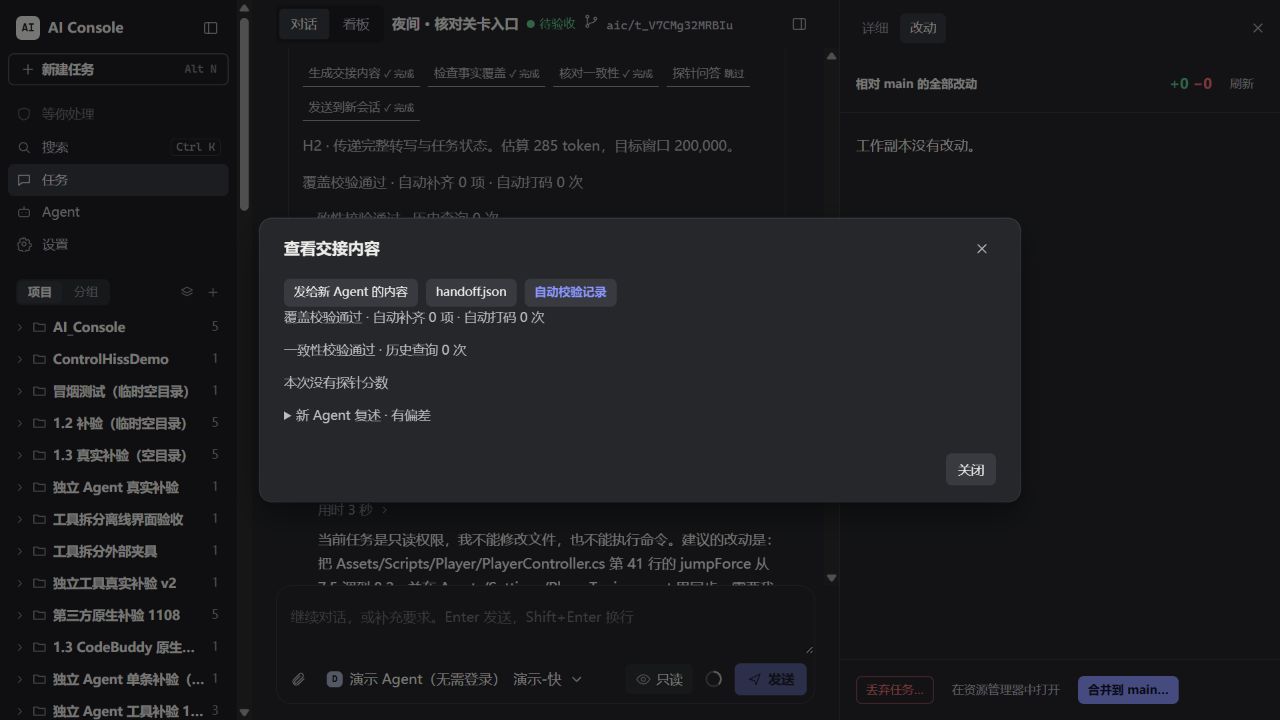 AI AI Console
新建任务 Alt N
等你处理
搜索 Ctrl K
任务
Agent
设置
项目 分组
AI_Console 5
ControlHissDemo 1
冒烟测试（临时空目录） 1
1.2 补验（临时空目录） 5
1.3 真实补验（空目录） 5
独立 Agent 真实补验 1
工具拆分离线界面验收 1
工具拆分外部夹具 1
独立工具真实补验 v2 1
第三方原生补验 1108 5
1.3 CodeBuddy 原生... 1
独立 Agent 单条补验（... 1
独立 Agent 工具补验 1... 3
对话 看板 夜间·核对关卡入口 待验收 aic/t_V7CMg32MRBIu
生成交接内容 ✓ 完成 检查事实覆盖 ✓ 完成 核对一致性 ✓ 完成 探针问答 跳过
发送到新会话 ✓ 完成
H2 · 传递完整转写与任务状态。估算 285 token，目标窗口 200,000。
覆盖校验通过 · 自动补齐 0 项 · 自动打码 0 次
一致性校验通过 · 历史查询 0 次
查看交接内容
发给新 Agent 的内容 handoff.json 自动校验记录
覆盖校验通过 · 自动补齐 0 项 · 自动打码 0 次
一致性校验通过 · 历史查询 0 次
本次没有探针分数
新 Agent 复述 · 有偏差
关闭
用时 3 秒
当前任务是只读权限，我不能修改文件，也不能执行命令。建议的改动是：
把 Assets/Scripts/Player/PlayerController.cs 第 41 行的 jumpForce 从
继续对话，或补充要求。Enter 发送，Shift+Enter 换行
D 演示 Agent（无需登录） 演示-快 只读 发送
详细 改动
相对 main 的全部改动 +0 −0 刷新
工作副本没有改动。
丢弃任务... 在资源管理器中打开 合并到 main...